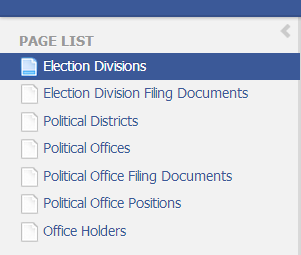 PAGE LIST
Election Divisions
Election Division Filing Documents
Political Districts
Political Offices
Political Office Filing Documents
Political Office Positions
Office Holders